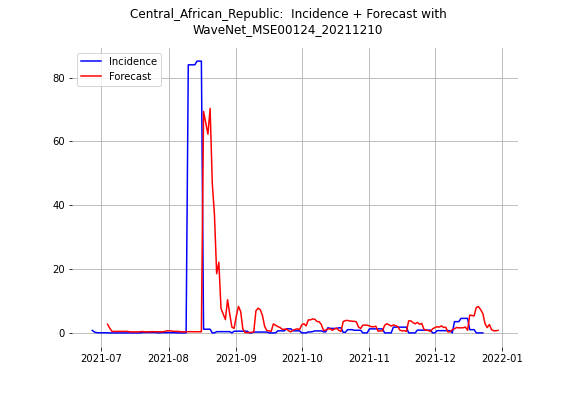 Central_African_Republic:  Incidence + Forecast with
WaveNet_MSE00124_20211210
Incidence
Forecast
80
60
40
20
0
2021-07 2021-08 2021-09 2021-10 2021-11 2021-12 2022-01